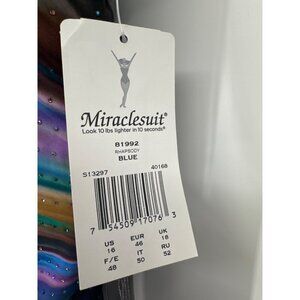 Miraclesuit®
Look 10 lbs lighter in 10 seconds®
81992
RHAPSODY
BLUE
S13297 40168
7 54509 17076 3
US EUR UK
16 46 18
F/E IT RU
48 50 52